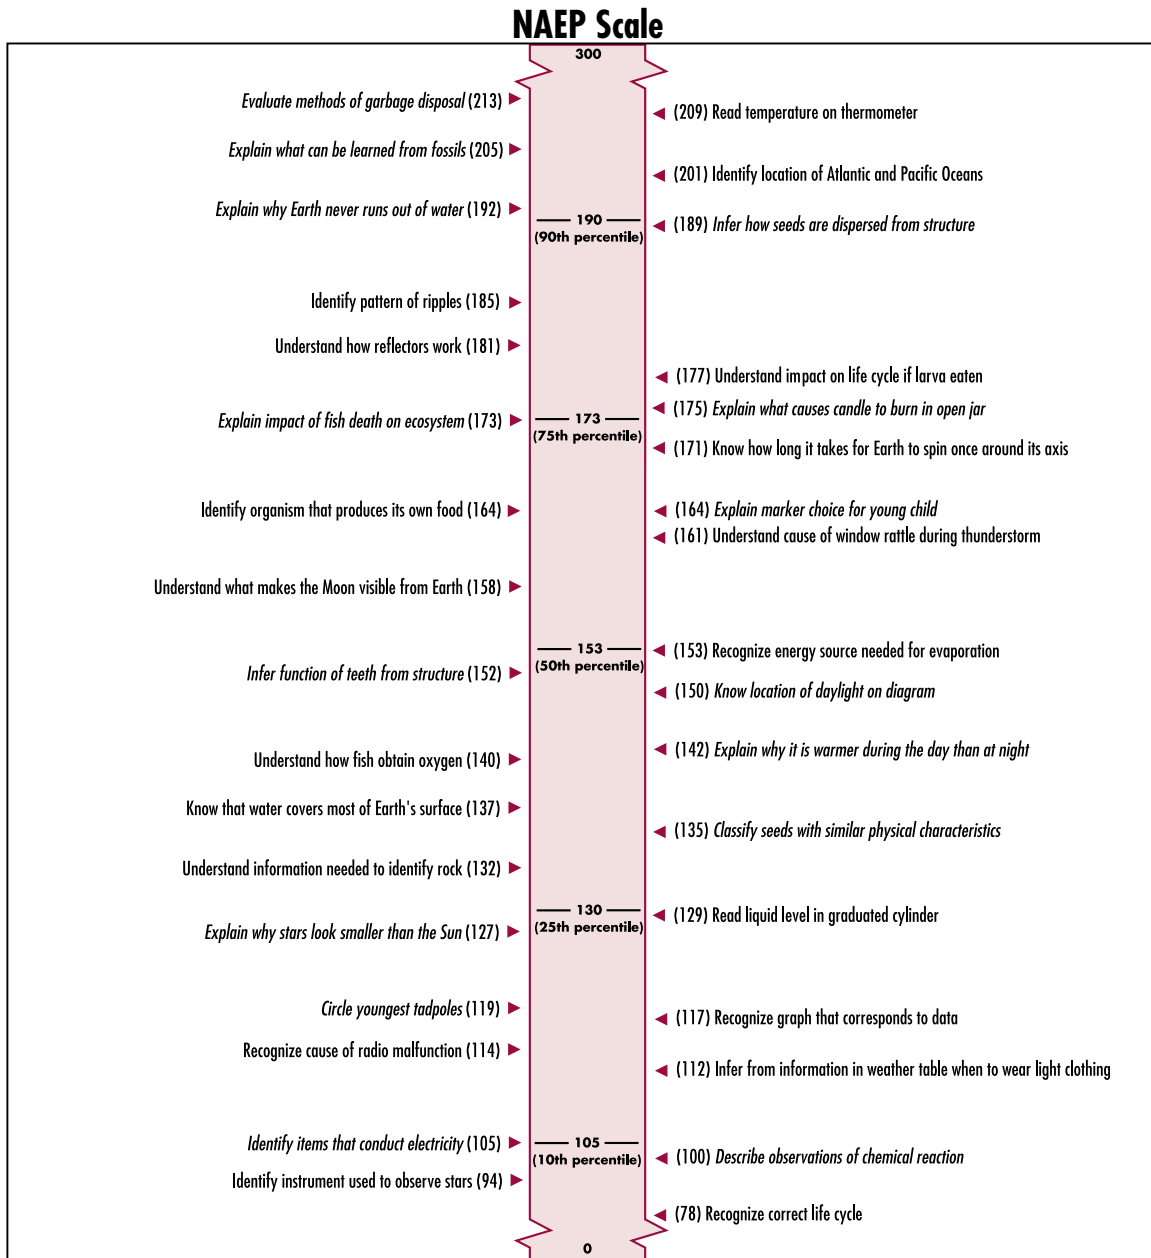 NAEP Scale
300
Evaluate methods of garbage disposal (213)
(209) Read temperature on thermometer
Explain what can be learned from fossils (205)
(201) Identify location of Atlantic and Pacific Oceans
Explain why Earth never runs out of water (192)
190
(90th percentile)
(189) Infer how seeds are dispersed from structure
Identify pattern of ripples (185)
Understand how reflectors work (181)
(177) Understand impact on life cycle if larva eaten
(175) Explain what causes candle to burn in open jar
Explain impact of fish death on ecosystem (173)
173
(75th percentile)
(171) Know how long it takes for Earth to spin once around its axis
Identify organism that produces its own food (164)
(164) Explain marker choice for young child
(161) Understand cause of window rattle during thunderstorm
Understand what makes the Moon visible from Earth (158)
153
(50th percentile)
(153) Recognize energy source needed for evaporation
Infer function of teeth from structure (152)
(150) Know location of daylight on diagram
(142) Explain why it is warmer during the day than at night
Understand how fish obtain oxygen (140)
Know that water covers most of Earth's surface (137)
(135) Classify seeds with similar physical characteristics
Understand information needed to identify rock (132)
130
(25th percentile)
(129) Read liquid level in graduated cylinder
Explain why stars look smaller than the Sun (127)
Circle youngest tadpoles (119)
(117) Recognize graph that corresponds to data
Recognize cause of radio malfunction (114)
(112) Infer from information in weather table when to wear light clothing
Identify items that conduct electricity (105)
105
(10th percentile)
(100) Describe observations of chemical reaction
Identify instrument used to observe stars (94)
(78) Recognize correct life cycle
0